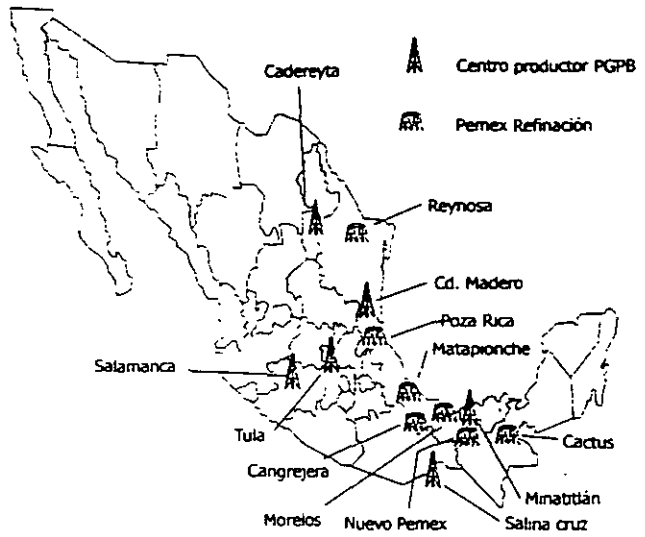 Cadereyta
Centro productor PGPB
Pemex Refinación
Reynosa
Cd. Madero
Poza Rica
Matapionche
Salamanca
Tula
Cangrejera
Cactus
Minatitlán
Morelos
Nuevo Pemex
Salina cruz